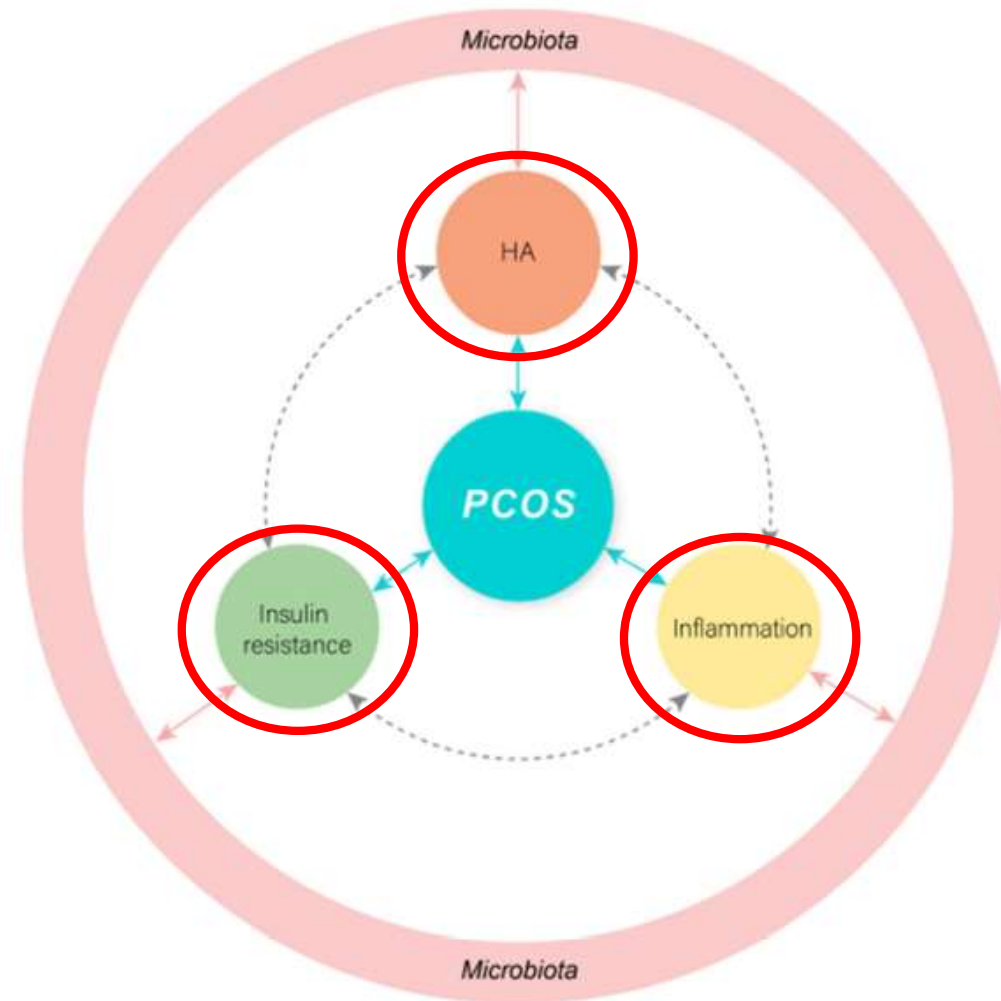 Microbiota
HA
PCOS
Insulin
resistance
Inflammation
Microbiota